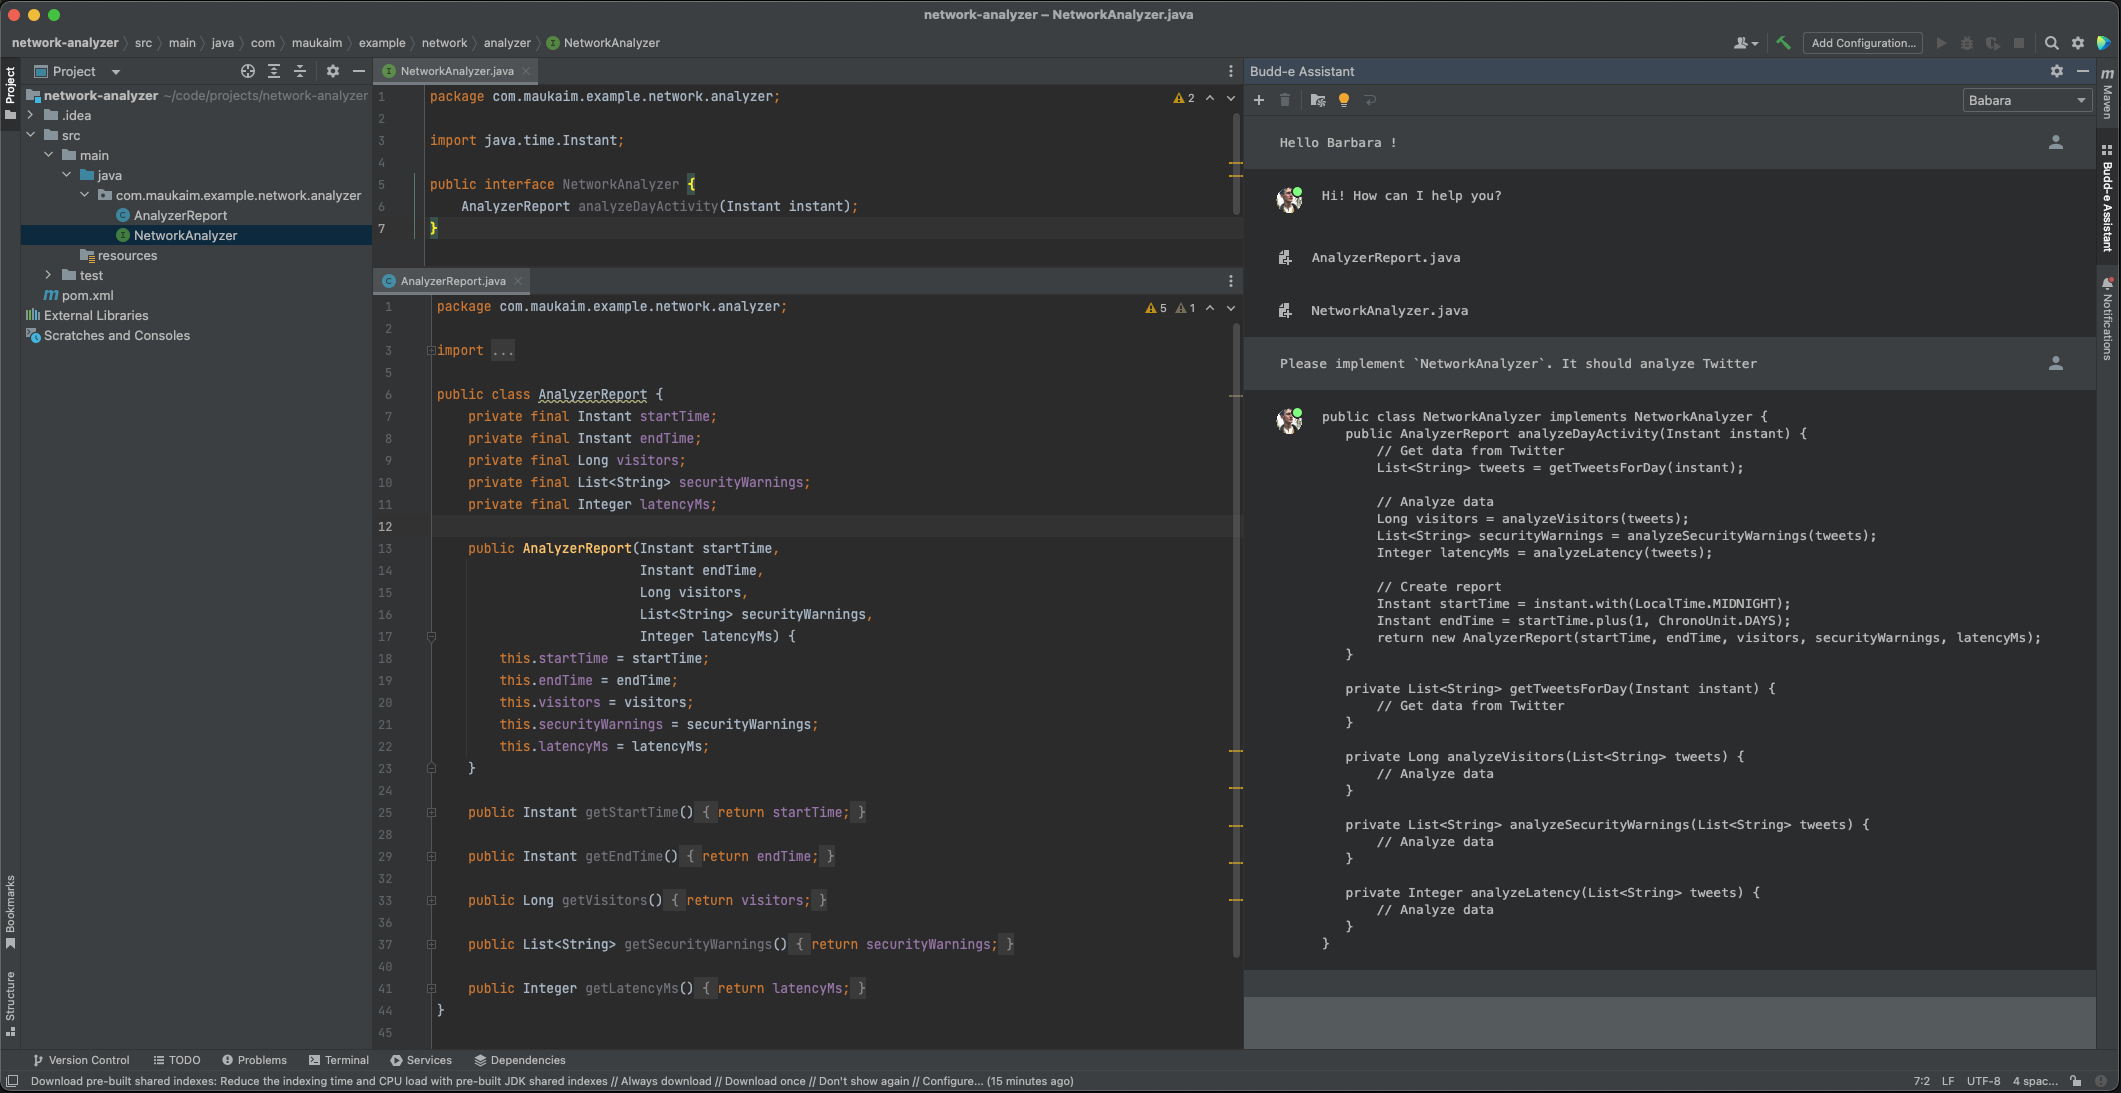 network-analyzer – NetworkAnalyzer.java
network-analyzer src main java com maukaim example network analyzer NetworkAnalyzer
Add Configuration...
Project
Project
network-analyzer ~/code/projects/network-analyzer
.idea
src
main
java
com.maukaim.example.network.analyzer
AnalyzerReport
NetworkAnalyzer
resources
test
pom.xml
External Libraries
Scratches and Consoles
Bookmarks
Structure
NetworkAnalyzer.java
2
1 package com.maukaim.example.network.analyzer;
2
3 import java.time.Instant;
4
5 public interface NetworkAnalyzer {
6 AnalyzerReport analyzeDayActivity(Instant instant);
7 }
AnalyzerReport.java
5 1
1 package com.maukaim.example.network.analyzer;
2
3 import ...
5
6 public class AnalyzerReport {
7 private final Instant startTime;
8 private final Instant endTime;
9 private final Long visitors;
10 private final List<String> securityWarnings;
11 private final Integer latencyMs;
12
13 public AnalyzerReport(Instant startTime,
14 Instant endTime,
15 Long visitors,
16 List<String> securityWarnings,
17 Integer latencyMs) {
18 this.startTime = startTime;
19 this.endTime = endTime;
20 this.visitors = visitors;
21 this.securityWarnings = securityWarnings;
22 this.latencyMs = latencyMs;
23 }
24
25 public Instant getStartTime() { return startTime; }
28
29 public Instant getEndTime() { return endTime; }
32
33 public Long getVisitors() { return visitors; }
36
37 public List<String> getSecurityWarnings() { return securityWarnings; }
40
41 public Integer getLatencyMs() { return latencyMs; }
44 }
45
Budd-e Assistant
Babara
Hello Barbara !
Hi! How can I help you?
AnalyzerReport.java
NetworkAnalyzer.java
Please implement `NetworkAnalyzer`. It should analyze Twitter
public class NetworkAnalyzer implements NetworkAnalyzer {
public AnalyzerReport analyzeDayActivity(Instant instant) {
// Get data from Twitter
List<String> tweets = getTweetsForDay(instant);
// Analyze data
Long visitors = analyzeVisitors(tweets);
List<String> securityWarnings = analyzeSecurityWarnings(tweets);
Integer latencyMs = analyzeLatency(tweets);
// Create report
Instant startTime = instant.with(LocalTime.MIDNIGHT);
Instant endTime = startTime.plus(1, ChronoUnit.DAYS);
return new AnalyzerReport(startTime, endTime, visitors, securityWarnings, latencyMs);
}
private List<String> getTweetsForDay(Instant instant) {
// Get data from Twitter
}
private Long analyzeVisitors(List<String> tweets) {
// Analyze data
}
private List<String> analyzeSecurityWarnings(List<String> tweets) {
// Analyze data
}
private Integer analyzeLatency(List<String> tweets) {
// Analyze data
}
}
m Maven
Budd-e Assistant
Notifications
Version Control TODO Problems Terminal Services Dependencies
Download pre-built shared indexes: Reduce the indexing time and CPU load with pre-built JDK shared indexes // Always download // Download once // Don't show again // Configure... (15 minutes ago)
7:2 LF UTF-8 4 spac...